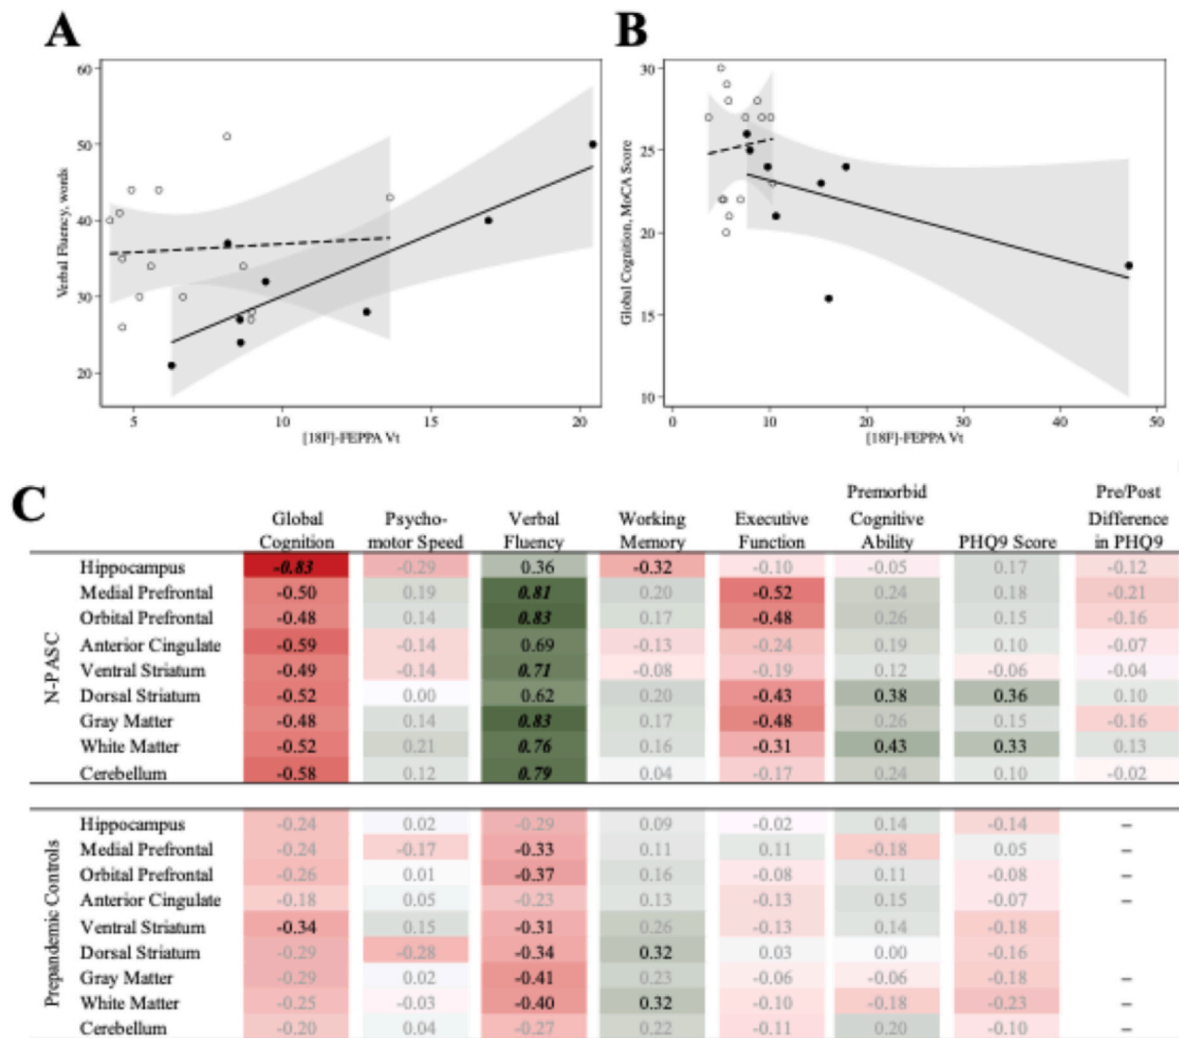 A
B
60
50
40
30
20
Verbal Fluency, words
5
10
15
20
[18F]-FEPPA Vt
30
25
20
15
10
Global Cognition, MoCA Score
0
10
20
30
40
50
[18F]-FEPPA Vt
C
Global Cognition
Psycho-motor Speed
Verbal Fluency
Working Memory
Executive Function
Premorbid Cognitive Ability
PHQ9 Score
Pre/Post Difference in PHQ9
N-PASC
Hippocampus -0.83 -0.29 0.36 -0.32 -0.10 -0.05 0.17 -0.12
Medial Prefrontal -0.50 0.19 0.81 0.20 -0.52 0.24 0.18 -0.21
Orbital Prefrontal -0.48 0.14 0.83 0.17 -0.48 0.26 0.15 -0.16
Anterior Cingulate -0.59 -0.14 0.69 -0.13 -0.24 0.19 0.10 -0.07
Ventral Striatum -0.49 -0.14 0.71 -0.08 -0.19 0.12 -0.06 -0.04
Dorsal Striatum -0.52 0.00 0.62 0.20 -0.43 0.38 0.36 0.10
Gray Matter -0.48 0.14 0.83 0.17 -0.48 0.26 0.15 -0.16
White Matter -0.52 0.21 0.76 0.16 -0.31 0.43 0.33 0.13
Cerebellum -0.58 0.12 0.79 0.04 -0.17 0.24 0.10 -0.02
Prepandemic Controls
Hippocampus -0.24 0.02 -0.29 0.09 -0.02 0.14 -0.14 –
Medial Prefrontal -0.24 -0.17 -0.33 0.11 0.11 -0.18 0.05 –
Orbital Prefrontal -0.26 0.01 -0.37 0.16 -0.08 0.11 -0.08 –
Anterior Cingulate -0.18 0.05 -0.23 0.13 -0.13 0.15 -0.07 –
Ventral Striatum -0.34 0.15 -0.31 0.26 -0.13 0.14 -0.18
Dorsal Striatum -0.29 -0.28 -0.34 0.32 0.03 0.00 -0.16
Gray Matter -0.29 0.02 -0.41 0.23 -0.06 -0.06 -0.18 –
White Matter -0.25 -0.03 -0.40 0.32 -0.10 -0.18 -0.23 –
Cerebellum -0.20 0.04 -0.27 0.22 -0.11 0.20 -0.10 –